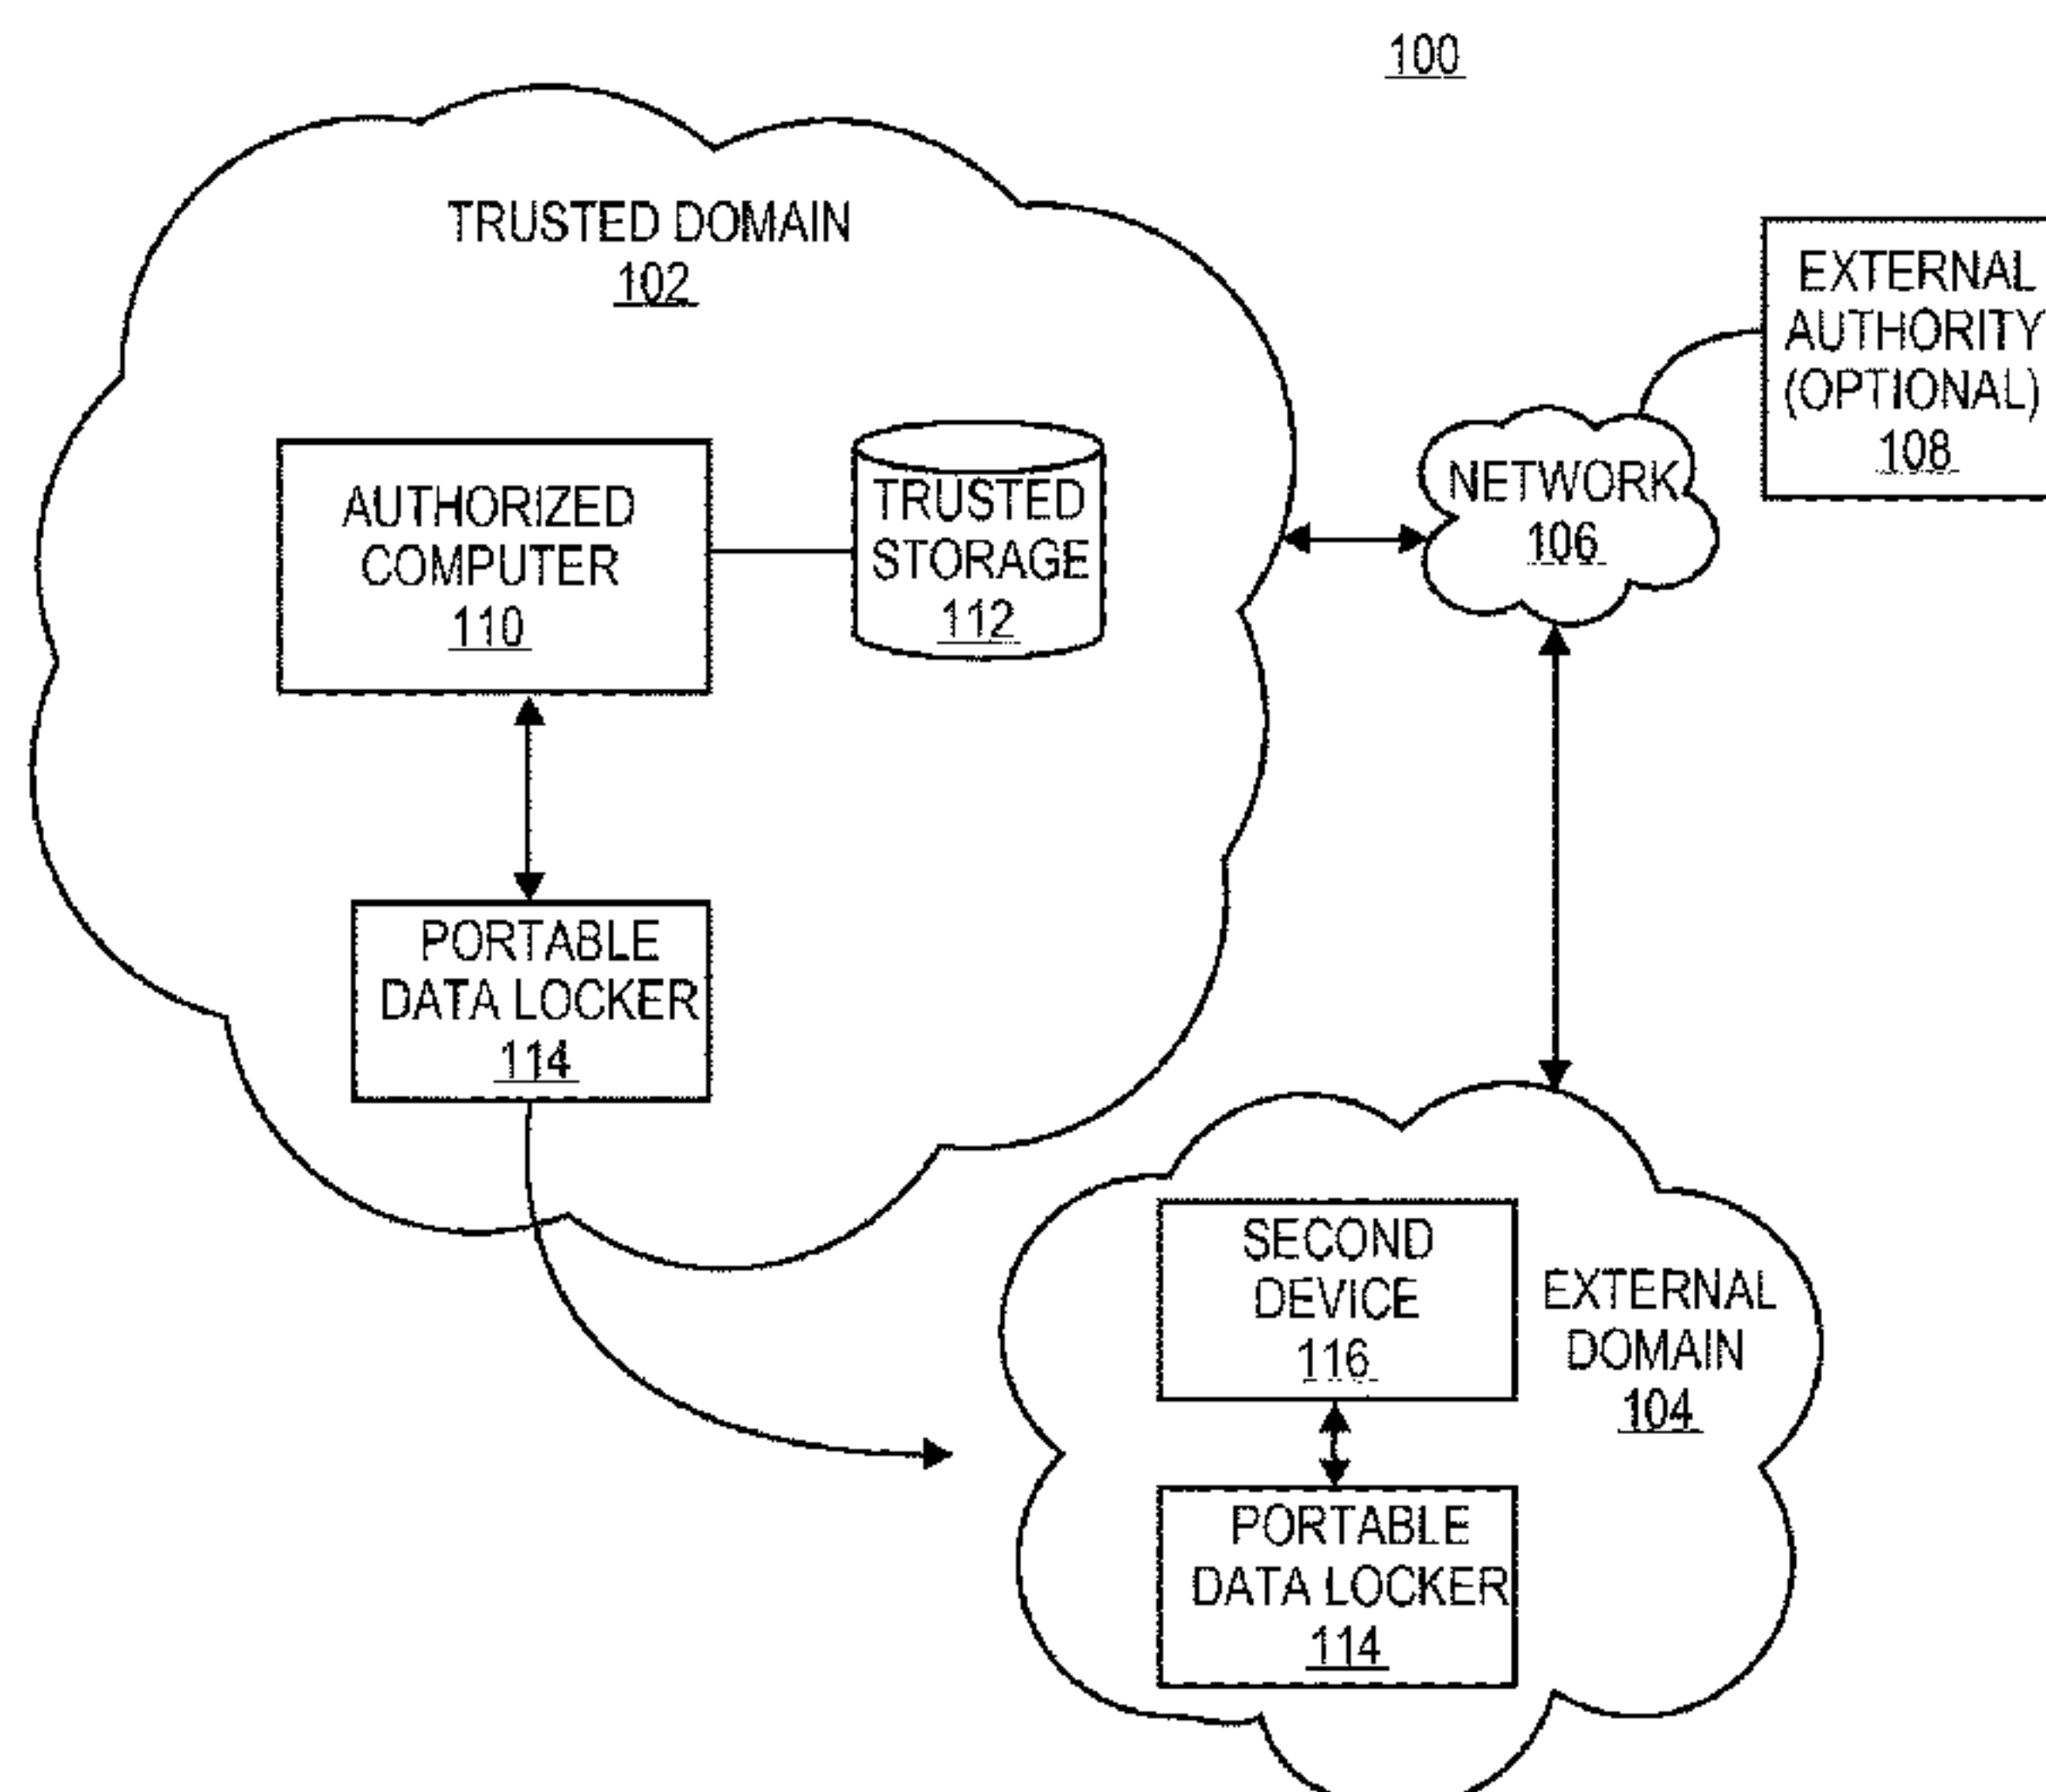 100
TRUSTED DOMAIN
102
EXTERNAL
AUTHORITY
(OPTIONAL)
108
NETWORK
106
AUTHORIZED
COMPUTER
110
TRUSTED
STORAGE
112
PORTABLE
DATA LOCKER
114
SECOND
DEVICE
116
EXTERNAL
DOMAIN
104
PORTABLE
DATA LOCKER
114